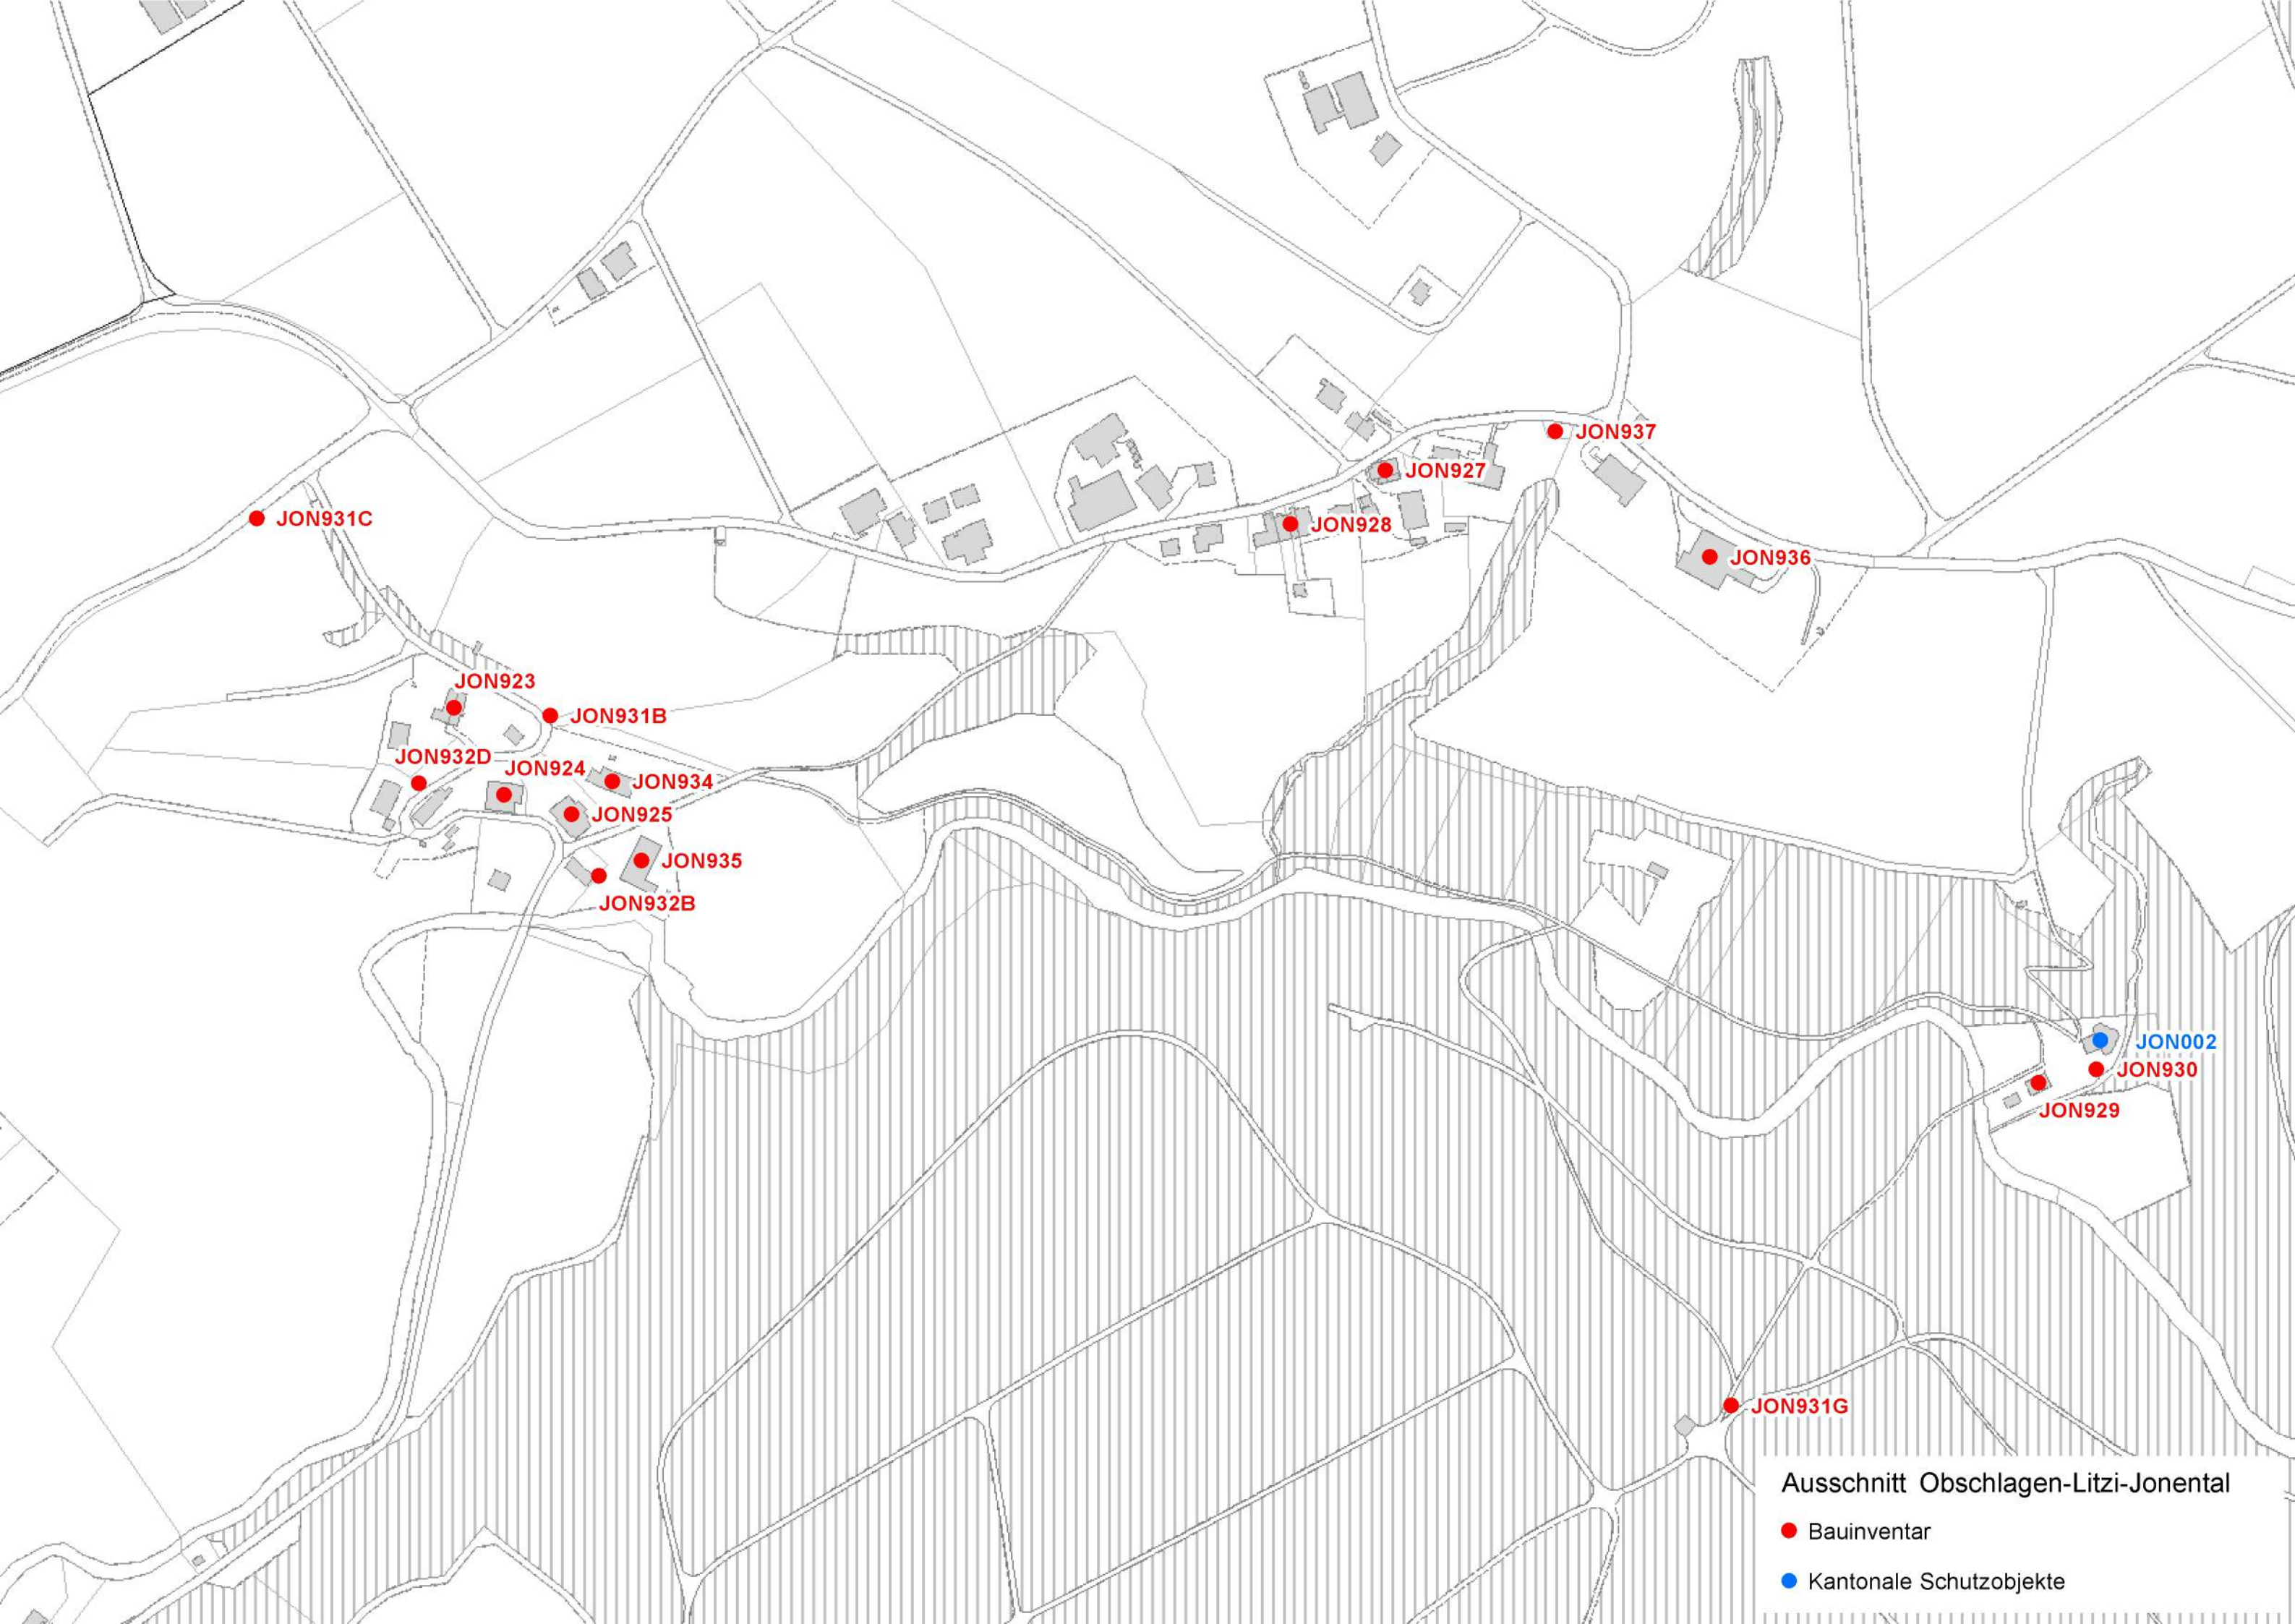 JON937
JON927
JON931C
JON928
JON936
JON923
JON931B
JON932D
JON924
JON934
JON925
JON935
JON932B
JON002
JON930
JON929
JON931G
Ausschnitt Obschlagen-Litzi-Jonental
Bauinventar
Kantonale Schutzobjekte